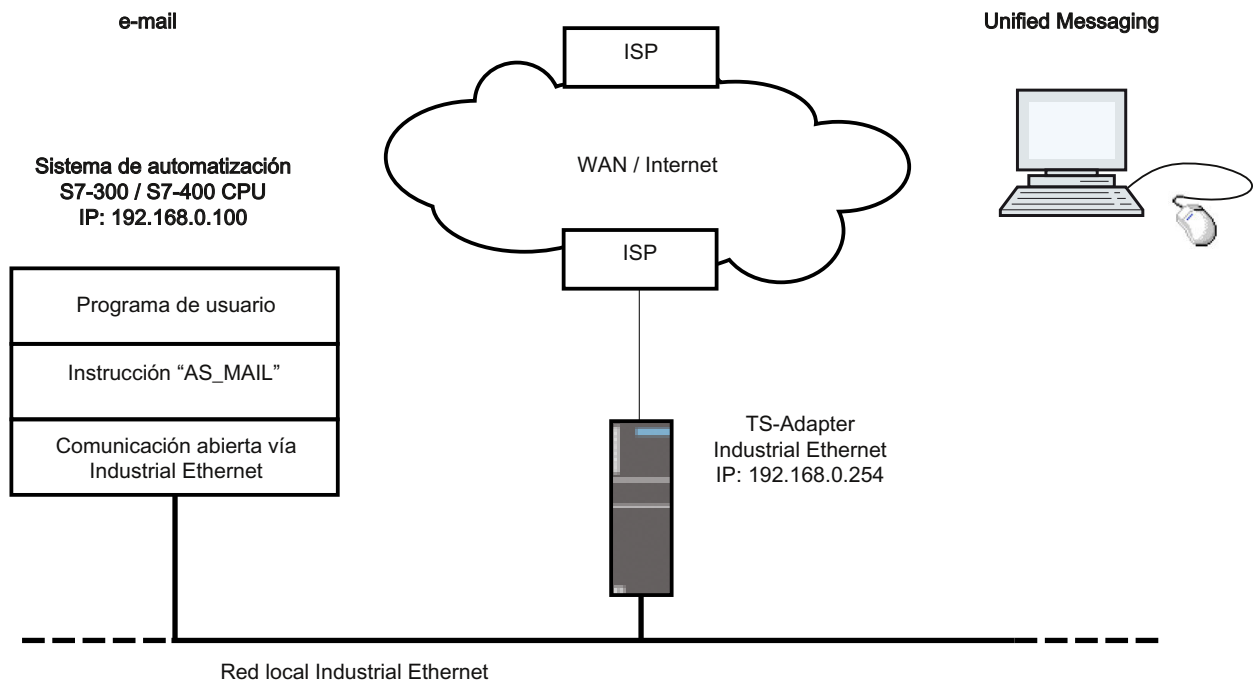 e-mail
ISP
Unified Messaging
WAN / Internet
Sistema de automatización
S7-300 / S7-400 CPU
IP: 192.168.0.100
ISP
Programa de usuario
Instrucción “AS_MAIL”
Comunicación abierta vía
Industrial Ethernet
TS-Adapter
Industrial Ethernet
IP: 192.168.0.254
Red local Industrial Ethernet